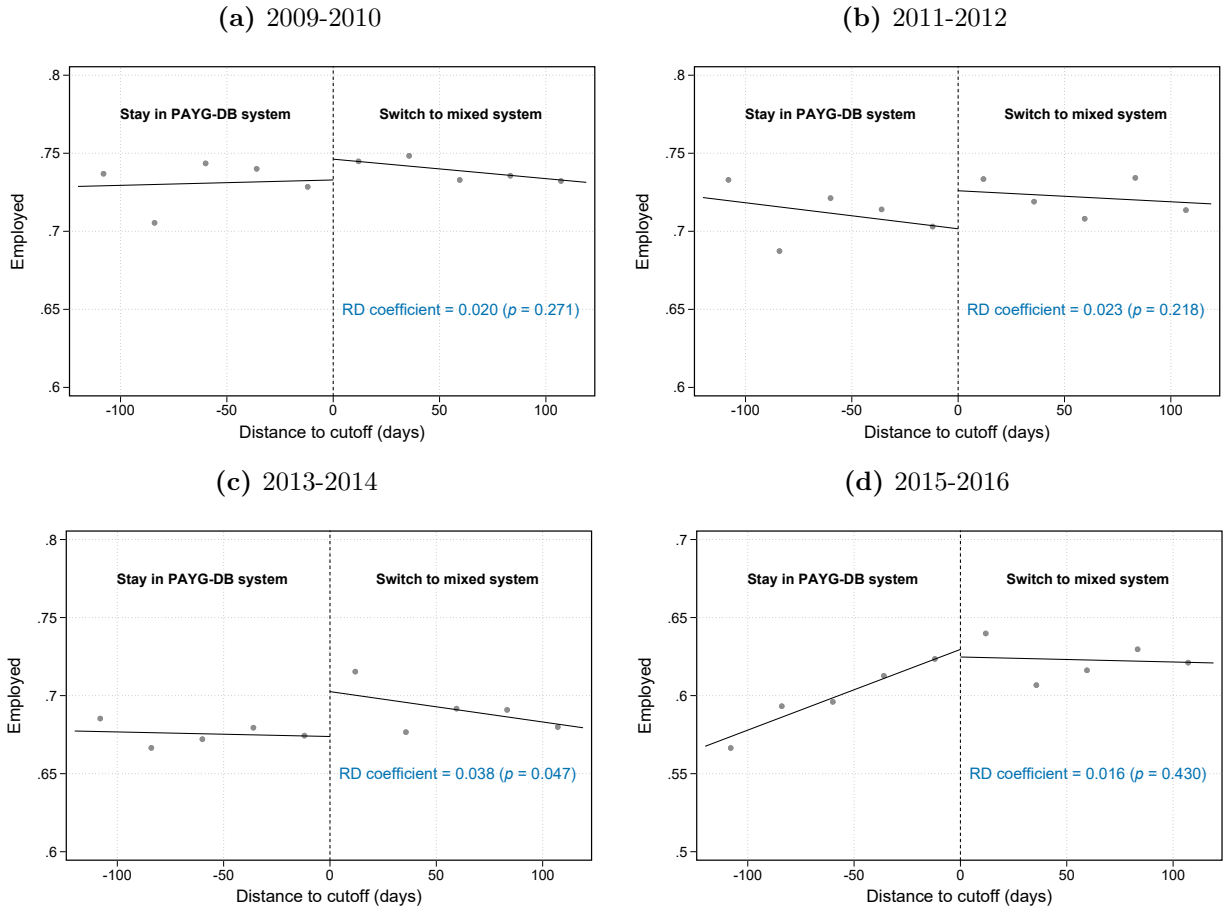 (a) 2009-2010
.8
.75
.7
.65
.6
Employed
Stay in PAYG-DB system
Switch to mixed system
RD coefficient = 0.020 (p = 0.271)
-100 -50 0 50 100
Distance to cutoff (days)
(b) 2011-2012
.8
.75
.7
.65
.6
Employed
Stay in PAYG-DB system
Switch to mixed system
RD coefficient = 0.023 (p = 0.218)
-100 -50 0 50 100
Distance to cutoff (days)
(c) 2013-2014
.8
.75
.7
.65
.6
Employed
Stay in PAYG-DB system
Switch to mixed system
RD coefficient = 0.038 (p = 0.047)
-100 -50 0 50 100
Distance to cutoff (days)
(d) 2015-2016
.7
.65
.6
.55
.5
Employed
Stay in PAYG-DB system
Switch to mixed system
RD coefficient = 0.016 (p = 0.430)
-100 -50 0 50 100
Distance to cutoff (days)